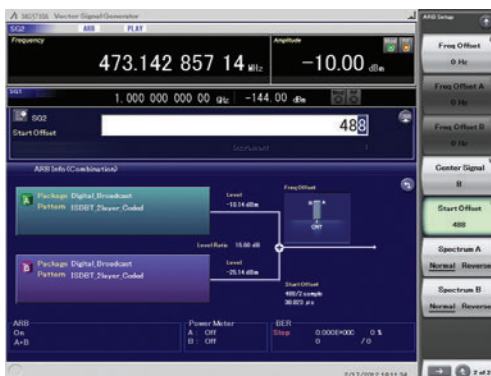 MG3710A Vector Signal Generator
SG2 ARB PLAY
Frequency
473.142 857 14 MHz
Amplitude
-10.00 dBm
SG1
1. 000 000 000 00 GHz -144. 00 dBm
SG2
Start Offset
488
ARB Info(Combination)
A Package Digital_Broadcast
Pattern ISDBT_2layer_Coded
Level
-10.14 dBm
Level Ratio 15.00 dB
B Package Digital_Broadcast
Pattern ISDBT_2layer_Coded
Level
-25.14 dBm
Freq Offset
CNT
Start Offset
488/2 sample
ARB
On
A+B
Power Meter
A : Off
B : Off
BER
Stop 0.000E+000 0 %
0 / 0
ARB Setup
Freq Offset
0 Hz
Freq Offset A
0 Hz
Freq Offset B
0 Hz
Center Signal
B
Start Offset
488
Spectrum A
Normal Reverse
Spectrum B
Normal Reverse
2 of 2